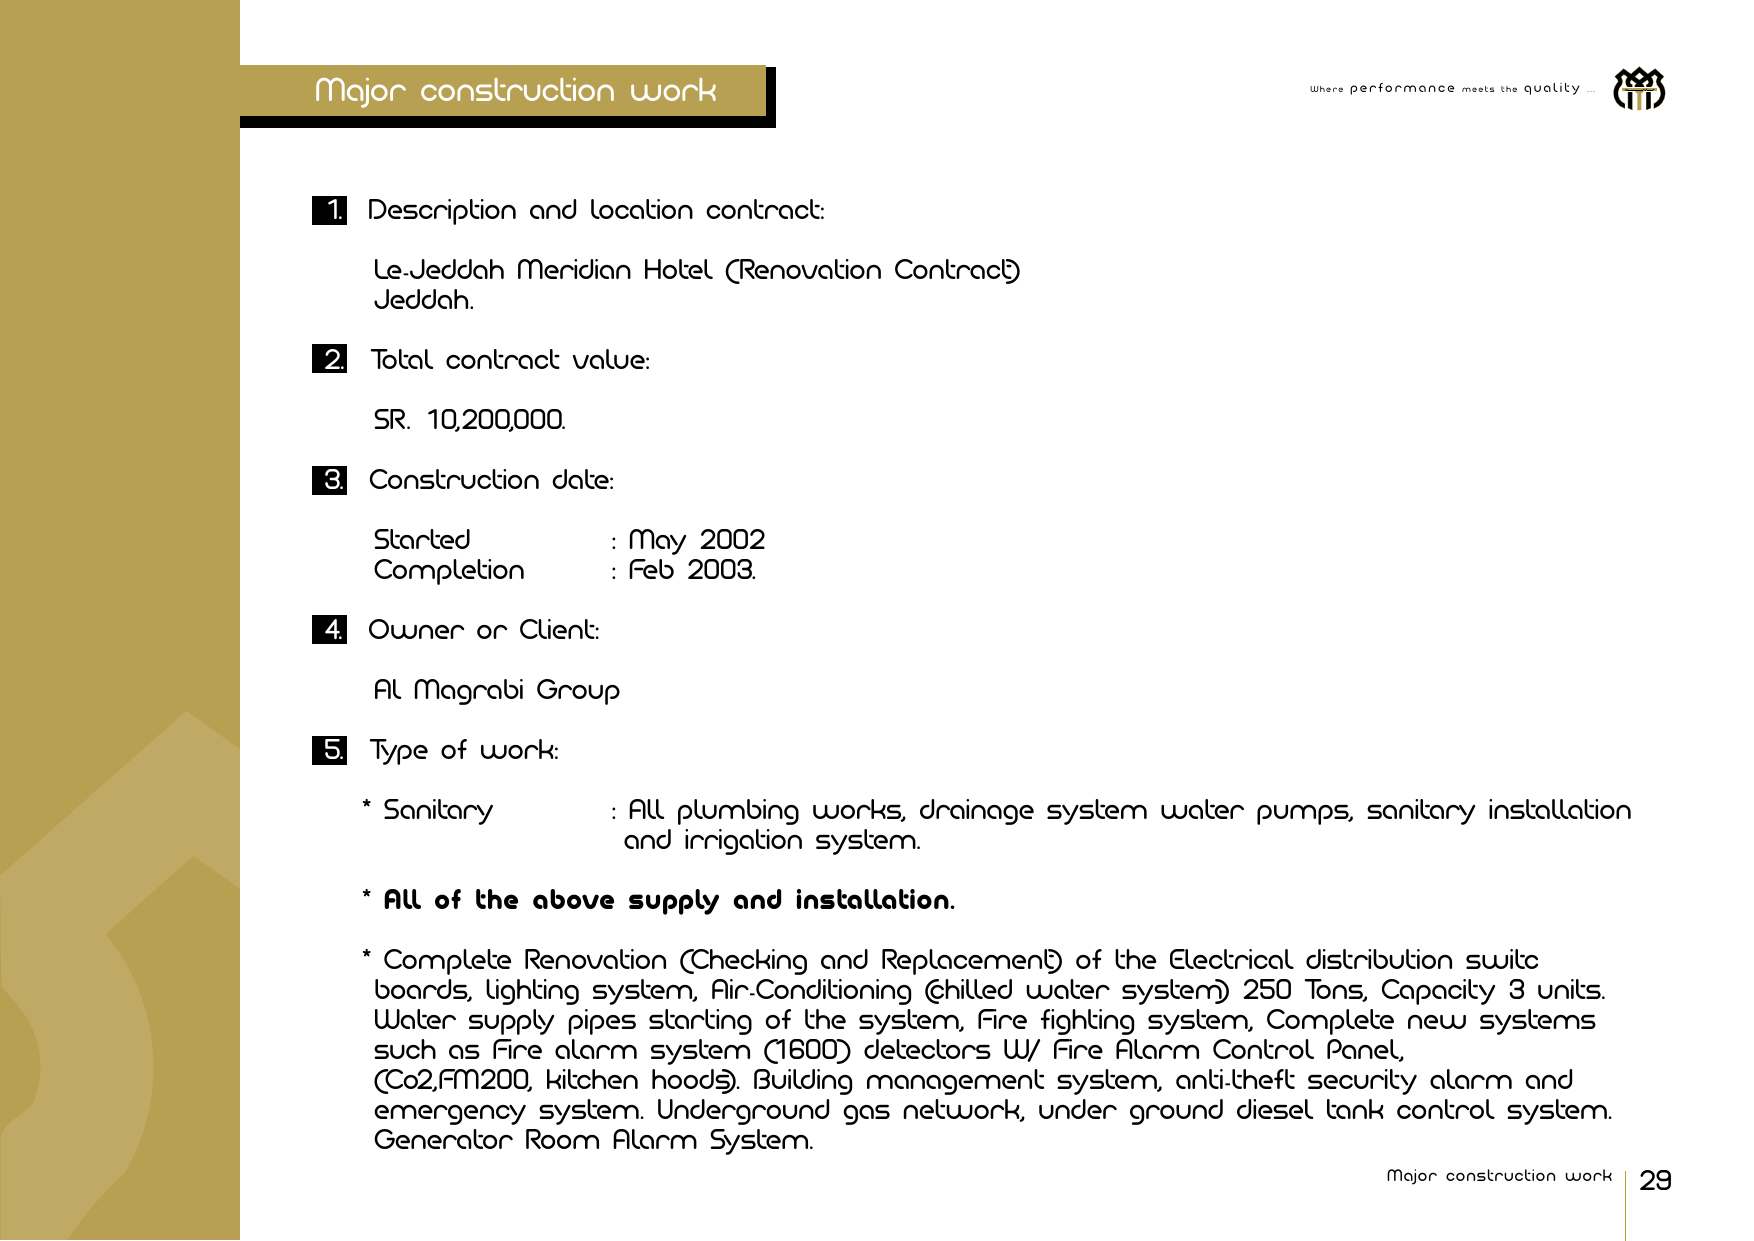 Major construction work
Where performance meets the quality ...
1. Description and location contract:
Le-Jeddah Meridian Hotel (Renovation Contract)
Jeddah.
2. Total contract value:
SR. 10,200,000.
3. Construction date:
Started : May 2002
Completion : Feb 2003.
4. Owner or Client:
Al Magrabi Group
5. Type of work:
* Sanitary : All plumbing works, drainage system water pumps, sanitary installation
and irrigation system.
* All of the above supply and installation.
* Complete Renovation (Checking and Replacement) of the Electrical distribution switc
boards, lighting system, Air-Conditioning (chilled water system) 250 Tons, Capacity 3 units.
Water supply pipes starting of the system, Fire fighting system, Complete new systems
such as Fire alarm system (1600) detectors W/ Fire Alarm Control Panel,
(Co2,FM200, kitchen hoods). Building management system, anti-theft security alarm and
emergency system. Underground gas network, under ground diesel tank control system.
Generator Room Alarm System.
Major construction work 29